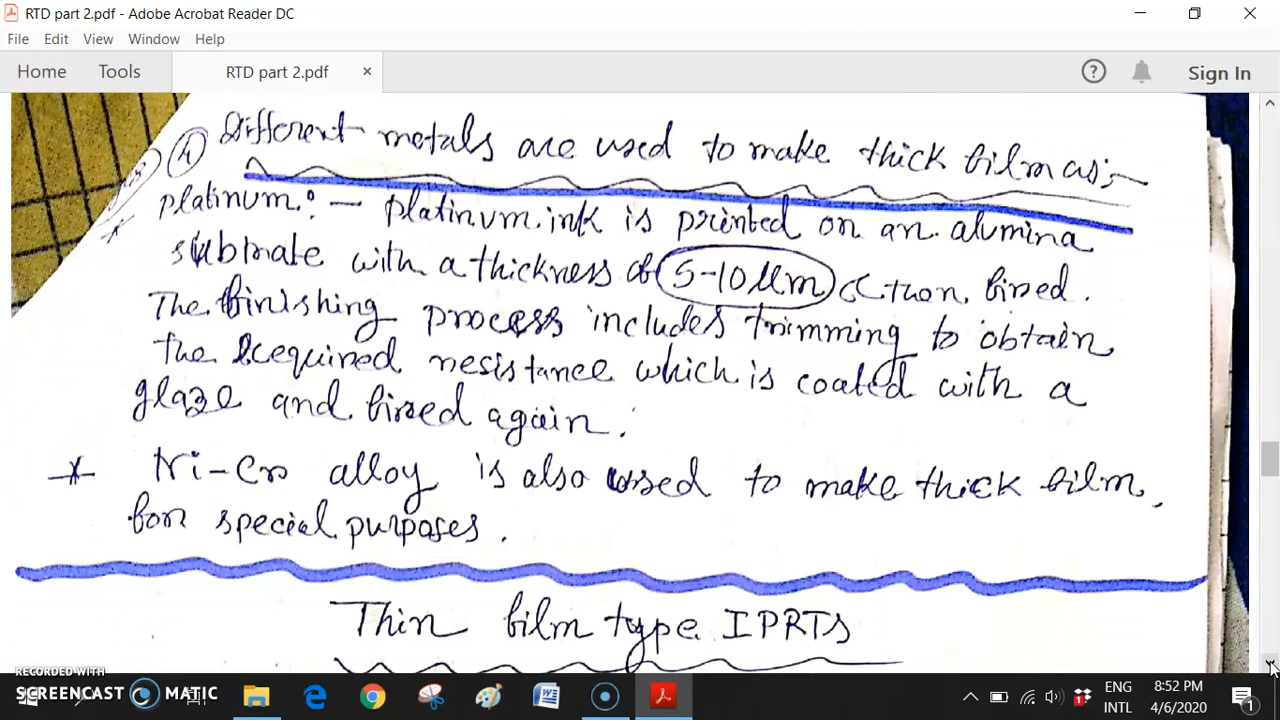 RTD part 2.pdf - Adobe Acrobat Reader DC
File Edit View Window Help
Home Tools RTD part 2.pdf × Sign In
4 Different metals are used to make thick film as:-
* platinum:- platinum ink is printed on an alumina
subtrate with a thickness of 5-10 μm & then fired.
The finishing process includes trimming to obtain
the required resistance which is coated with a
glaze and fired again.
* Ni-Cr alloy is also used to make thick film
for special purposes.
Thin film type IPRTS
RECORDED WITH
SCREENCAST MATIC
ENG 8:52 PM
INTL 4/6/2020 1